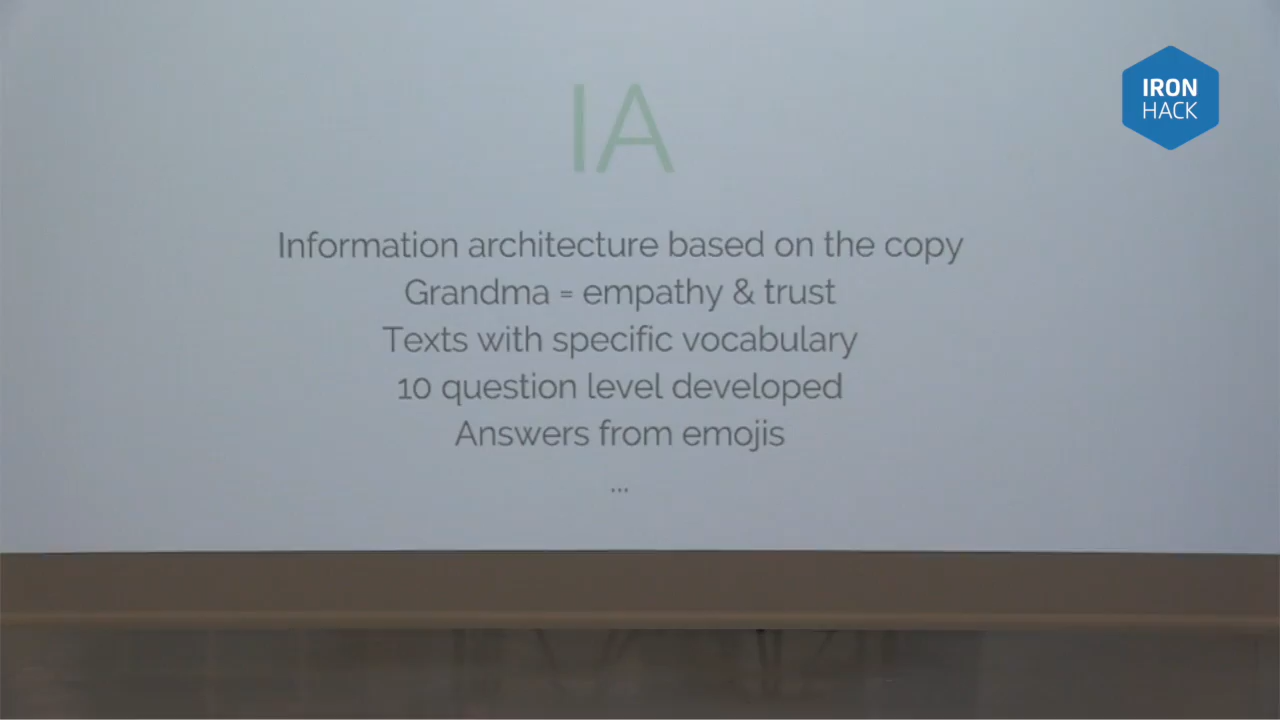 IA
IRON
HACK
Information architecture based on the copy
Grandma = empathy & trust
Texts with specific vocabulary
10 question level developed
Answers from emojis
...